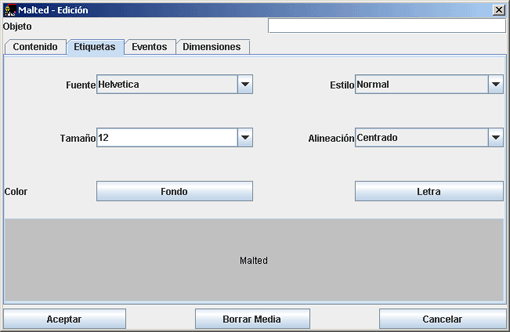 Malted - Edición
Objeto
Contenido Etiquetas Eventos Dimensiones
Fuente Helvetica Estilo Normal
Tamaño 12 Alineación Centrado
Color Fondo Letra
Malted
Aceptar Borrar Media Cancelar